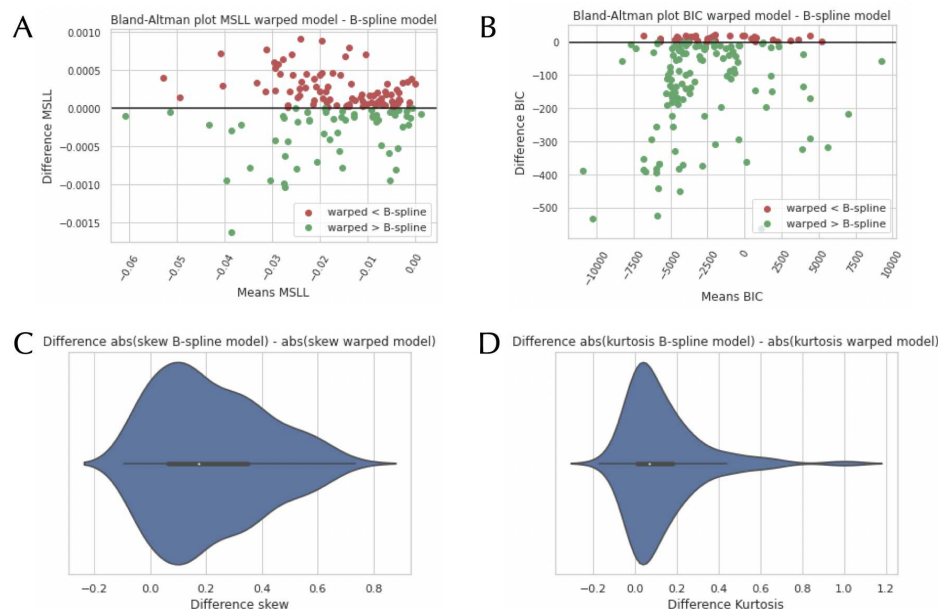 A
Bland-Altman plot MSLL warped model - B-spline model
Difference MSLL
0.0010
0.0005
0.0000
−0.0005
−0.0010
−0.0015
warped < B-spline
warped > B-spline
−0.06
−0.05
−0.04
−0.03
−0.02
−0.01
0.00
Means MSLL
B
Bland-Altman plot BIC warped model - B-spline model
Difference BIC
0
−100
−200
−300
−400
−500
warped < B-spline
warped > B-spline
−10000
−7500
−5000
−2500
0
2500
5000
7500
10000
Means BIC
C
Difference abs(skew B-spline model) - abs(skew warped model)
−0.2
0.0
0.2
0.4
0.6
0.8
Difference skew
D
Difference abs(kurtosis B-spline model) - abs(kurtosis warped model)
−0.2
0.0
0.2
0.4
0.6
0.8
1.0
1.2
Difference Kurtosis